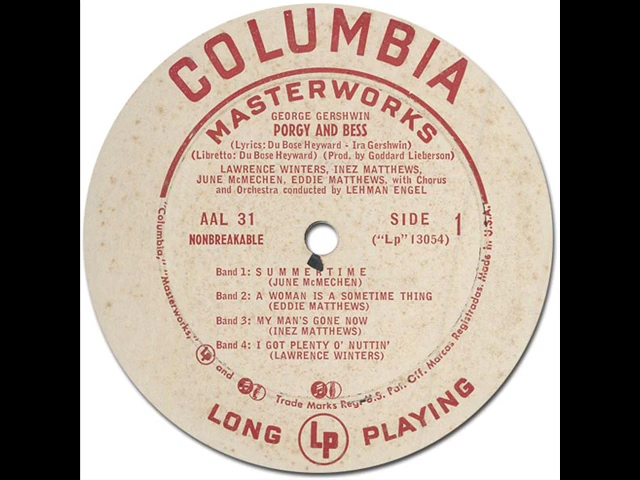 COLUMBIA
MASTERWORKS
GEORGE GERSHWIN
PORGY AND BESS
(Lyrics: Du Bose Heyward - Ira Gershwin)
(Libretto: Du Bose Heyward) (Prod. by Goddard Lieberson)
LAWRENCE WINTERS, INEZ MATTHEWS,
JUNE McMECHEN, EDDIE MATTHEWS, with Chorus
and Orchestra conducted by LEHMAN ENGEL
AAL 31
SIDE 1
NONBREAKABLE
("Lp" 13054)
Band 1: SUMMERTIME
(JUNE McMECHEN)
Band 2: A WOMAN IS A SOMETIME THING
(EDDIE MATTHEWS)
Band 3: MY MAN'S GONE NOW
(INEZ MATTHEWS)
Band 4: I GOT PLENTY O' NUTTIN'
(LAWRENCE WINTERS)
"Columbia," "Masterworks," Lp and Trade Marks Reg. U.S. Pat. Off. Marcas Registradas. Made in U.S.A.
LONG Lp PLAYING